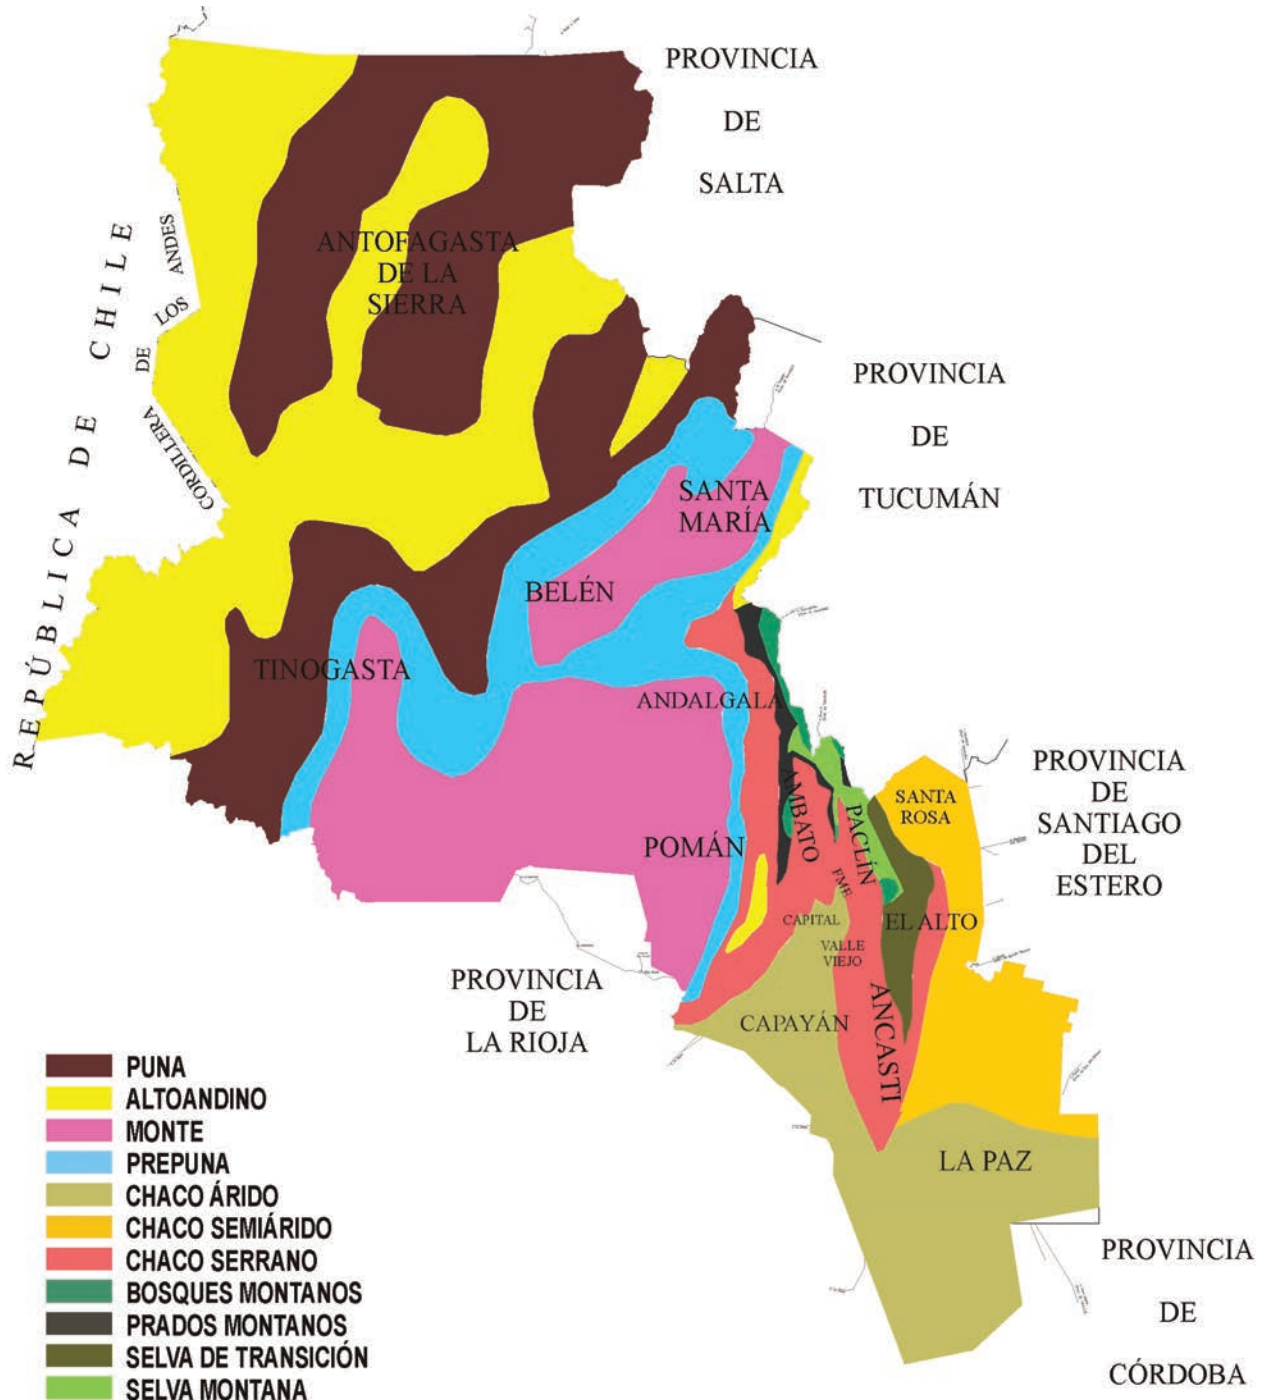 PROVINCIA
DE
SALTA
REPÚBLICA DE CHILE
CORDILLERA
DE
LOS
ANDES
ANTOFAGASTA
DE LA
SIERRA
PROVINCIA
DE
TUCUMÁN
SANTA
MARÍA
BELÉN
TINOGASTA
ANDALGALÁ
POMÁN
AMBATO
PACLÍN
FME
SANTA
ROSA
EL ALTO
CAPITAL
VALLE
VIEJO
CAPAYÁN
ANCASTI
LA PAZ
PROVINCIA
DE
SANTIAGO
DEL
ESTERO
PROVINCIA
DE
LA RIOJA
PROVINCIA
DE
CÓRDOBA
PUNA
ALTOANDINO
MONTE
PREPUNA
CHACO ÁRIDO
CHACO SEMIÁRIDO
CHACO SERRANO
BOSQUES MONTANOS
PRADOS MONTANOS
SELVA DE TRANSICIÓN
SELVA MONTANA